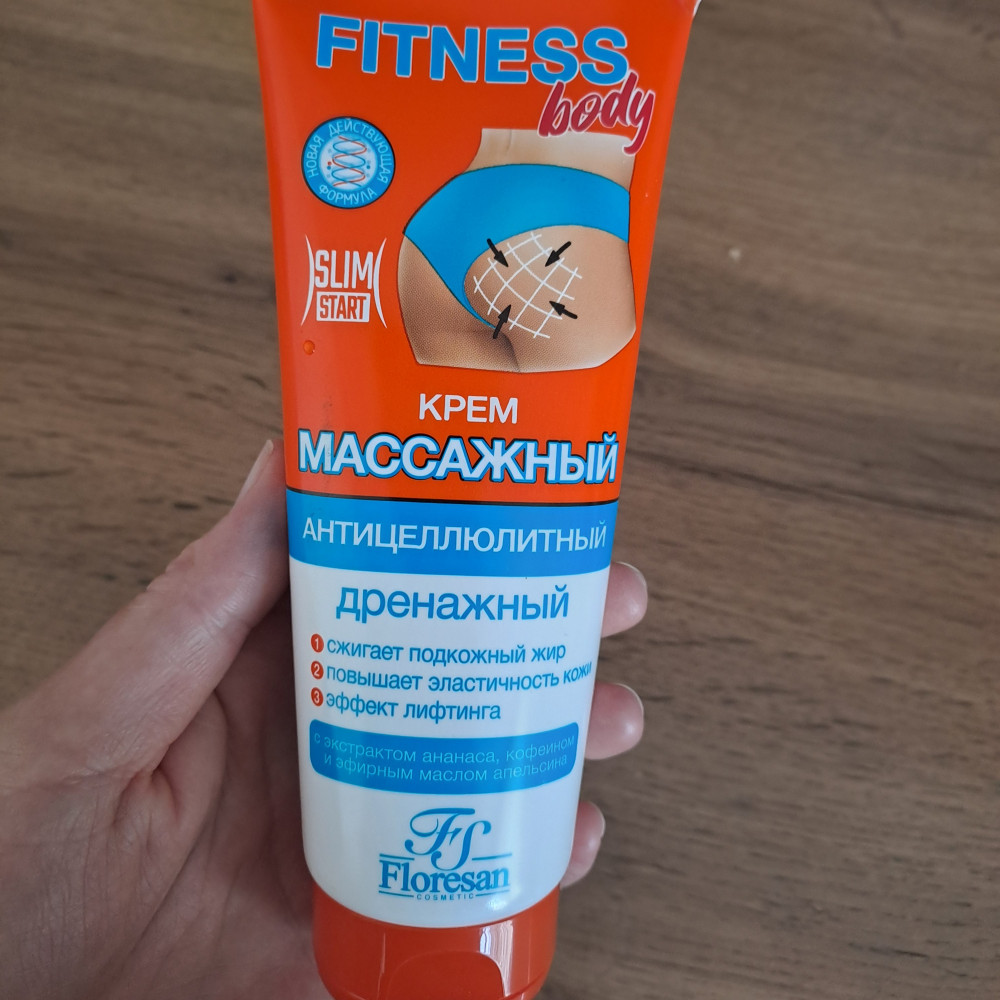 FITNESS
body
НОВАЯ ДЕЙСТВУЮЩАЯ
ФОРМУЛА
SLIM
START
КРЕМ
МАССАЖНЫЙ
АНТИЦЕЛЛЮЛИТНЫЙ
дренажный
1 сжигает подкожный жир
2 повышает эластичность кожи
3 эффект лифтинга
с экстрактом ананаса, кофеином
и эфирным маслом апельсина
FS
Floresan
COSMETIC